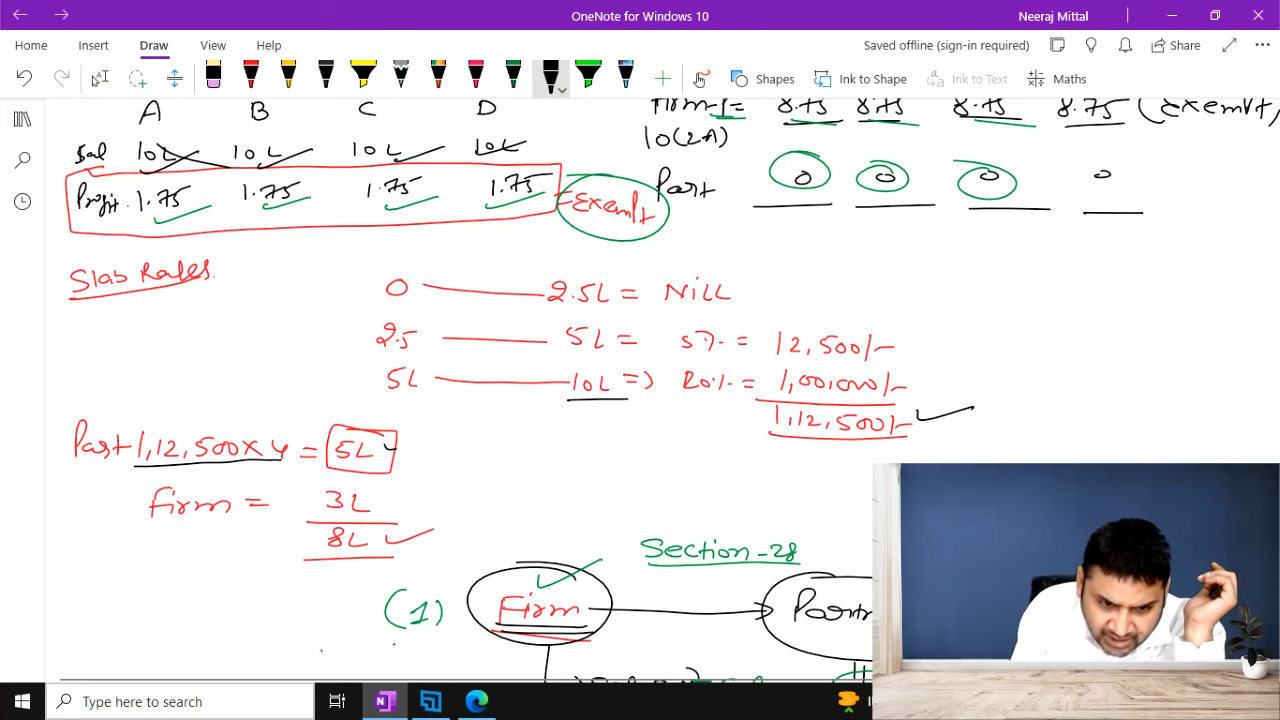 OneNote for Windows 10
Neeraj Mittal
Home Insert Draw View Help
Saved offline (sign-in required)
Share
Shapes
Ink to Shape
Ink to Text
Maths
A B C D
Sal 10L 10L 10L 10L
Profit 1.75 1.75 1.75 1.75 = Exempt
Firm = 8.75 8.75 8.75 8.75 (Exempt)
10(2A)
Part 0 0 0 0
Slab Rates
0 2.5L = NiLL
2.5 5L = 5% = 12,500/-
5L 10L => 20% = 1,00,000/-
1,12,500/-
Part 1,12,500 X 4 = 5L
firm = 3L
8L
Section-28
(1) Firm Partn
Type here to search